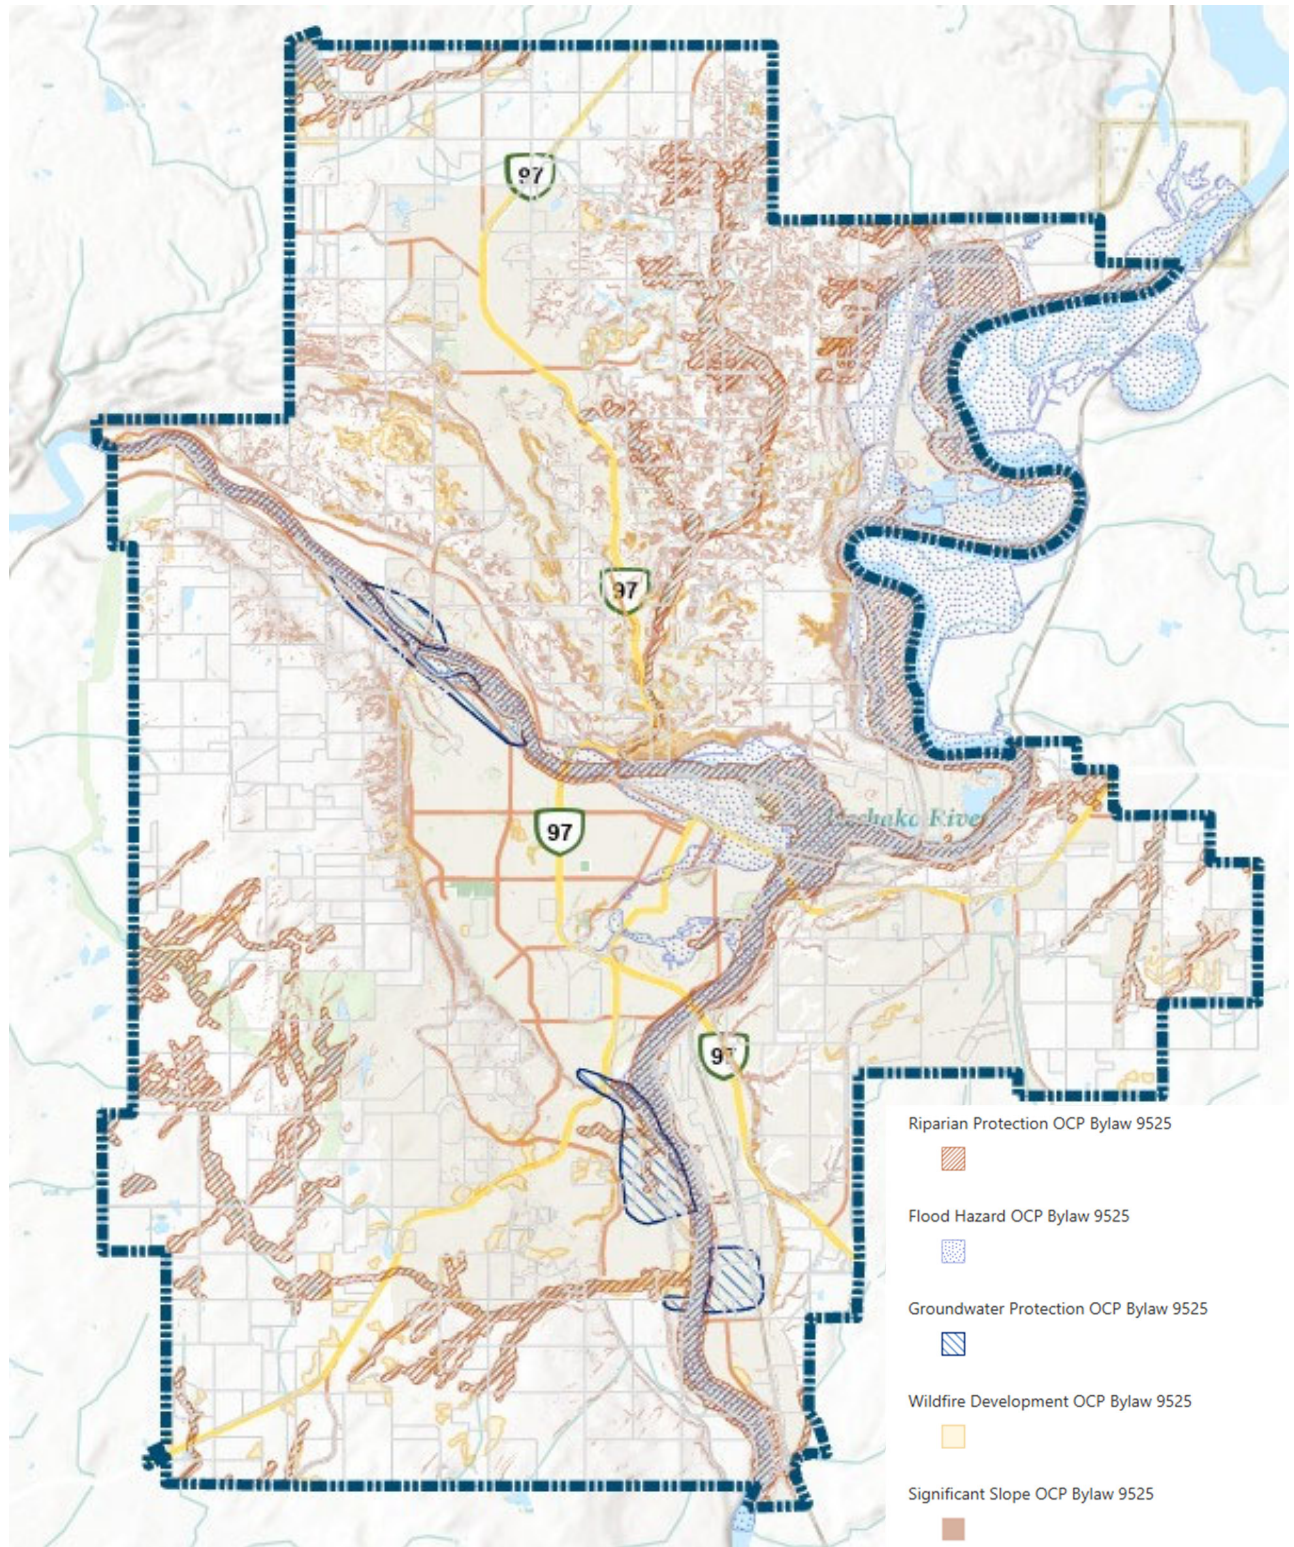 97
97
97
River
97
Riparian Protection OCP Bylaw 9525
Flood Hazard OCP Bylaw 9525
Groundwater Protection OCP Bylaw 9525
Wildfire Development OCP Bylaw 9525
Significant Slope OCP Bylaw 9525